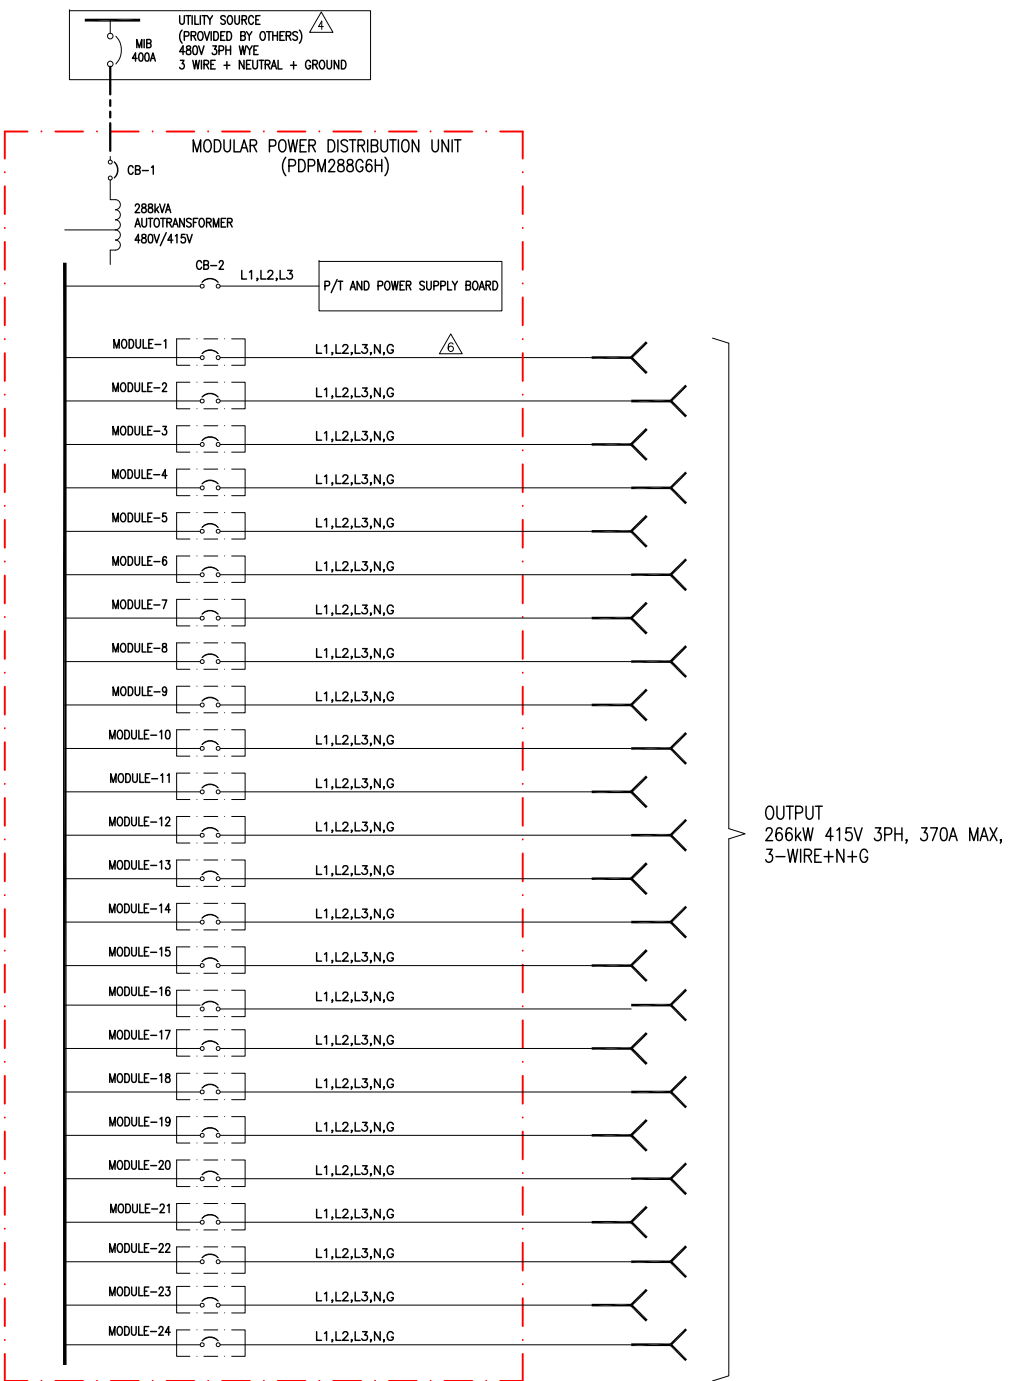 UTILITY SOURCE
(PROVIDED BY OTHERS)
480V 3PH WYE
3 WIRE + NEUTRAL + GROUND
4
MIB
400A
MODULAR POWER DISTRIBUTION UNIT
(PDPM288G6H)
CB-1
288kVA
AUTOTRANSFORMER
480V/415V
CB-2
L1,L2,L3
P/T AND POWER SUPPLY BOARD
MODULE-1
L1,L2,L3,N,G
6
MODULE-2
L1,L2,L3,N,G
MODULE-3
L1,L2,L3,N,G
MODULE-4
L1,L2,L3,N,G
MODULE-5
L1,L2,L3,N,G
MODULE-6
L1,L2,L3,N,G
MODULE-7
L1,L2,L3,N,G
MODULE-8
L1,L2,L3,N,G
MODULE-9
L1,L2,L3,N,G
MODULE-10
L1,L2,L3,N,G
MODULE-11
L1,L2,L3,N,G
MODULE-12
L1,L2,L3,N,G
MODULE-13
L1,L2,L3,N,G
MODULE-14
L1,L2,L3,N,G
MODULE-15
L1,L2,L3,N,G
MODULE-16
L1,L2,L3,N,G
MODULE-17
L1,L2,L3,N,G
MODULE-18
L1,L2,L3,N,G
MODULE-19
L1,L2,L3,N,G
MODULE-20
L1,L2,L3,N,G
MODULE-21
L1,L2,L3,N,G
MODULE-22
L1,L2,L3,N,G
MODULE-23
L1,L2,L3,N,G
MODULE-24
L1,L2,L3,N,G
OUTPUT
266kW 415V 3PH, 370A MAX,
3-WIRE+N+G